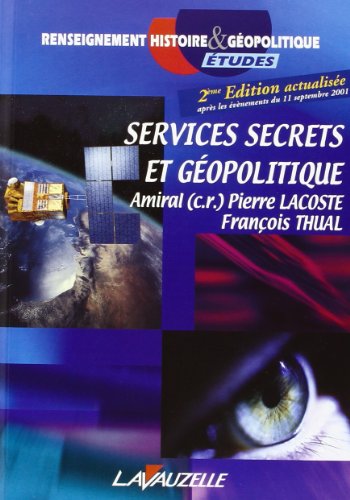 RENSEIGNEMENT HISTOIRE & GÉOPOLITIQUE
ÉTUDES
2ème Edition actualisée
après les évènements du 11 septembre 2001
SERVICES SECRETS
ET GÉOPOLITIQUE
Amiral (c.r.) Pierre LACOSTE
François THUAL
LAVAUZELLE